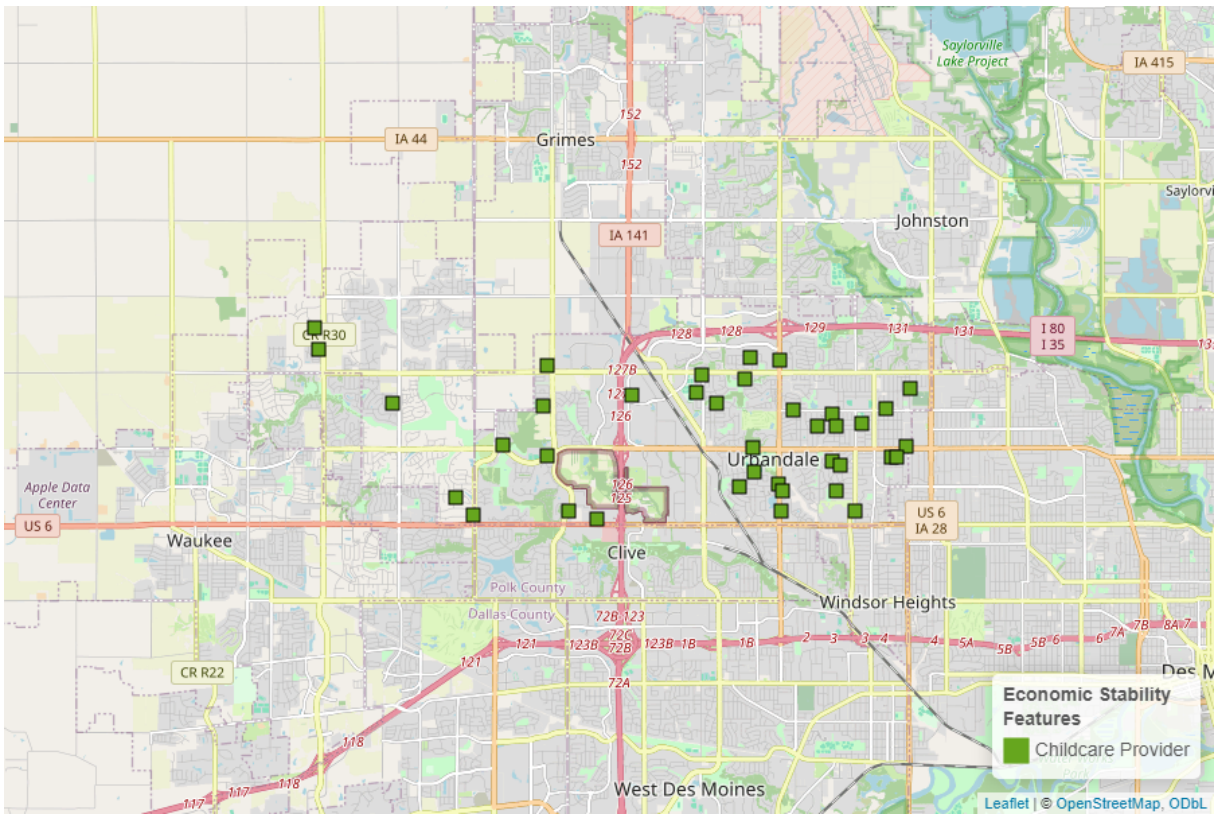 Saylorville
Lake Project
IA 415
152
IA 44
Grimes
152
Saylorvi
Johnston
IA 141
CR R30
128
128
129
131
131
I 80
I 35
127B
126
Urbandale
Apple Data
Center
126
125
US 6
US 6
IA 28
Waukee
Clive
Polk County
Dallas County
Windsor Heights
72B 123
121
123B
72C
72B
123B
1B
1B
2
3
3
4
4
5A
5B
6
6
7A
7B
8A
7
121
CR R22
72A
Des M
118
118
117
117
West Des Moines
Economic Stability
Features
Childcare Provider
Leaflet | © OpenStreetMap, ODbL